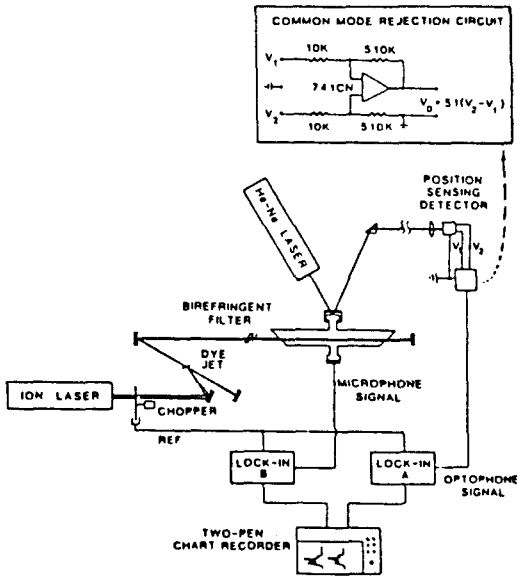 COMMON MODE REJECTION CIRCUIT
10K
510K
V1
741CN
VD = 51(V2-V1)
V2
10K
510K
POSITION
SENSING
DETECTOR
He-Ne LASER
V1
V2
BIREFRINGENT
FILTER
DYE
JET
ION LASER
CHOPPER
MICROPHONE
SIGNAL
REF
LOCK-IN
B
LOCK-IN
A
OPTOPHONE
SIGNAL
TWO-PEN
CHART RECORDER